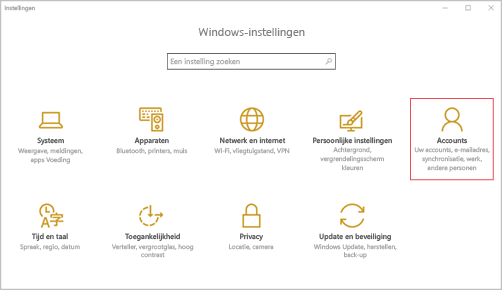 Instellingen
Windows-instellingen
Een instelling zoeken
Systeem
Weergave, meldingen,
apps Voeding
Apparaten
Bluetooth, printers, muis
Netwerk en internet
Wi-Fi, vliegtuigstand, VPN
Persoonlijke instellingen
Achtergrond,
vergrendelingsscherm
kleuren
Accounts
Uw accounts, e-mailadres,
synchronisatie, werk,
andere personen
Tijd en taal
Spraak, regio, datum
Toegankelijkheid
Verteller, vergrootglas, hoog
contrast
Privacy
Locatie, camera
Update en beveiliging
Windows Update, herstellen,
back-up